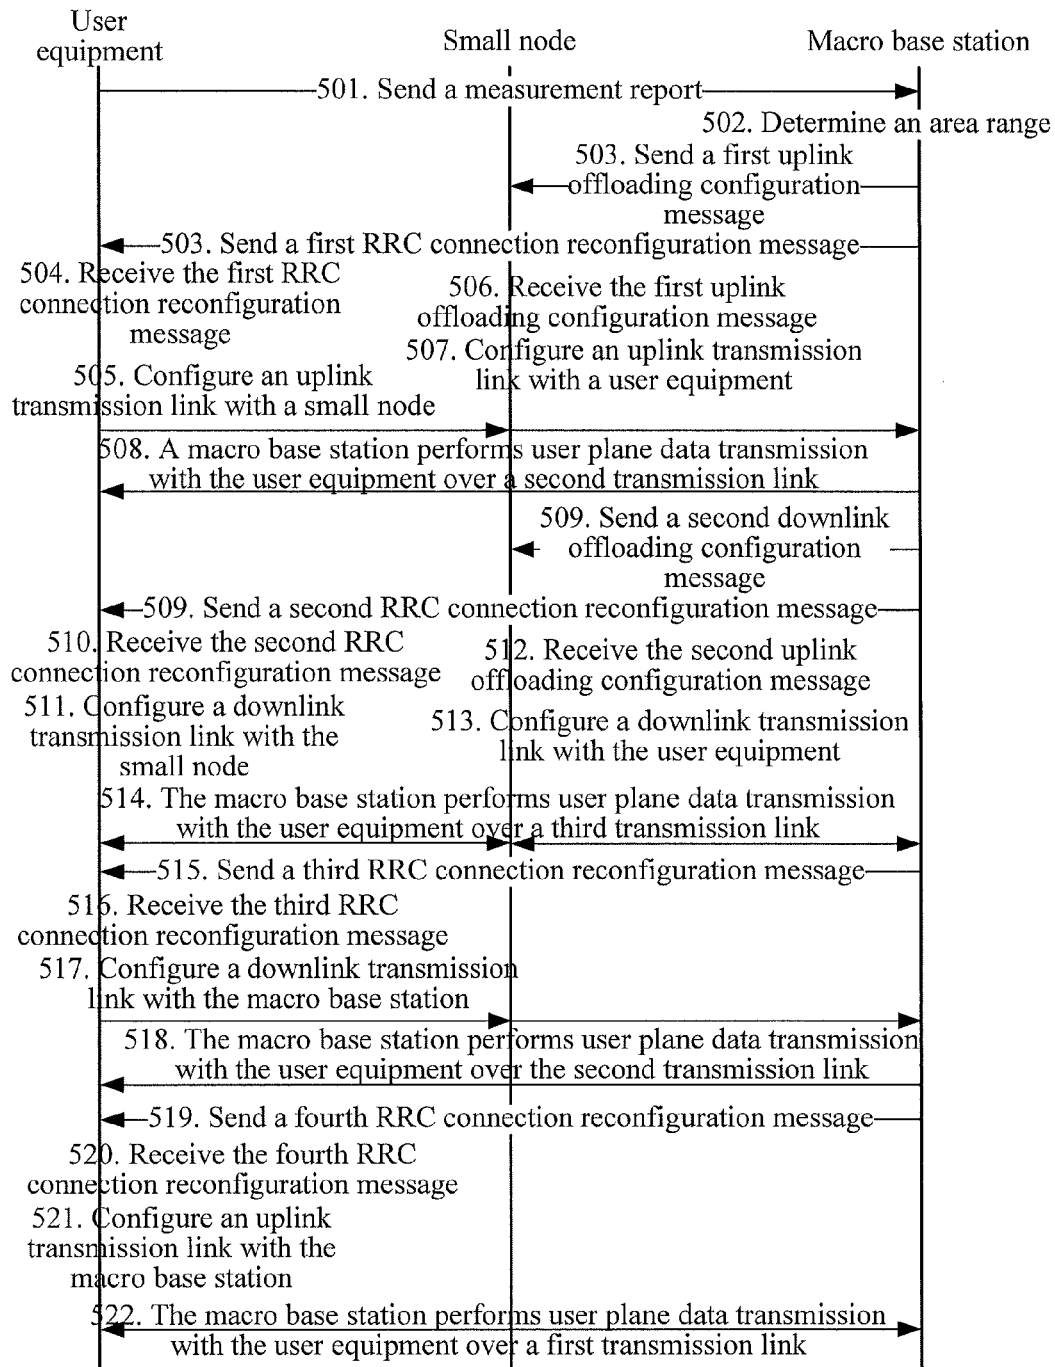 User
equipment
Small node
Macro base station
501. Send a measurement report
502. Determine an area range
503. Send a first uplink
offloading configuration
message
503. Send a first RRC connection reconfiguration message
504. Receive the first RRC
connection reconfiguration
message
506. Receive the first uplink
offloading configuration message
507. Configure an uplink transmission
link with a user equipment
505. Configure an uplink
transmission link with a small node
508. A macro base station performs user plane data transmission
with the user equipment over a second transmission link
509. Send a second downlink
offloading configuration
message
509. Send a second RRC connection reconfiguration message
510. Receive the second RRC
connection reconfiguration message
512. Receive the second uplink
offloading configuration message
511. Configure a downlink
transmission link with the
small node
513. Configure a downlink transmission
link with the user equipment
514. The macro base station performs user plane data transmission
with the user equipment over a third transmission link
515. Send a third RRC connection reconfiguration message
516. Receive the third RRC
connection reconfiguration message
517. Configure a downlink transmission
link with the macro base station
518. The macro base station performs user plane data transmission
with the user equipment over the second transmission link
519. Send a fourth RRC connection reconfiguration message
520. Receive the fourth RRC
connection reconfiguration message
521. Configure an uplink
transmission link with the
macro base station
522. The macro base station performs user plane data transmission
with the user equipment over a first transmission link